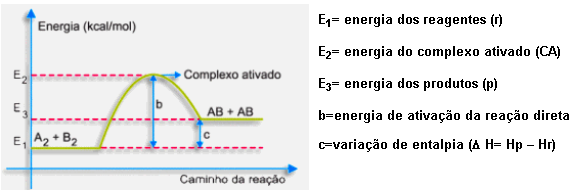 Energia (kcal/mol)
E2
Complexo ativado
b
AB + AB
E3
c
A2 + B2
E1
Caminho da reação
E1= energia dos reagentes (r)
E2= energia do complexo ativado (CA)
E3= energia dos produtos (p)
b=energia de ativação da reação direta
c=variação de entalpia (Δ H= Hp – Hr)